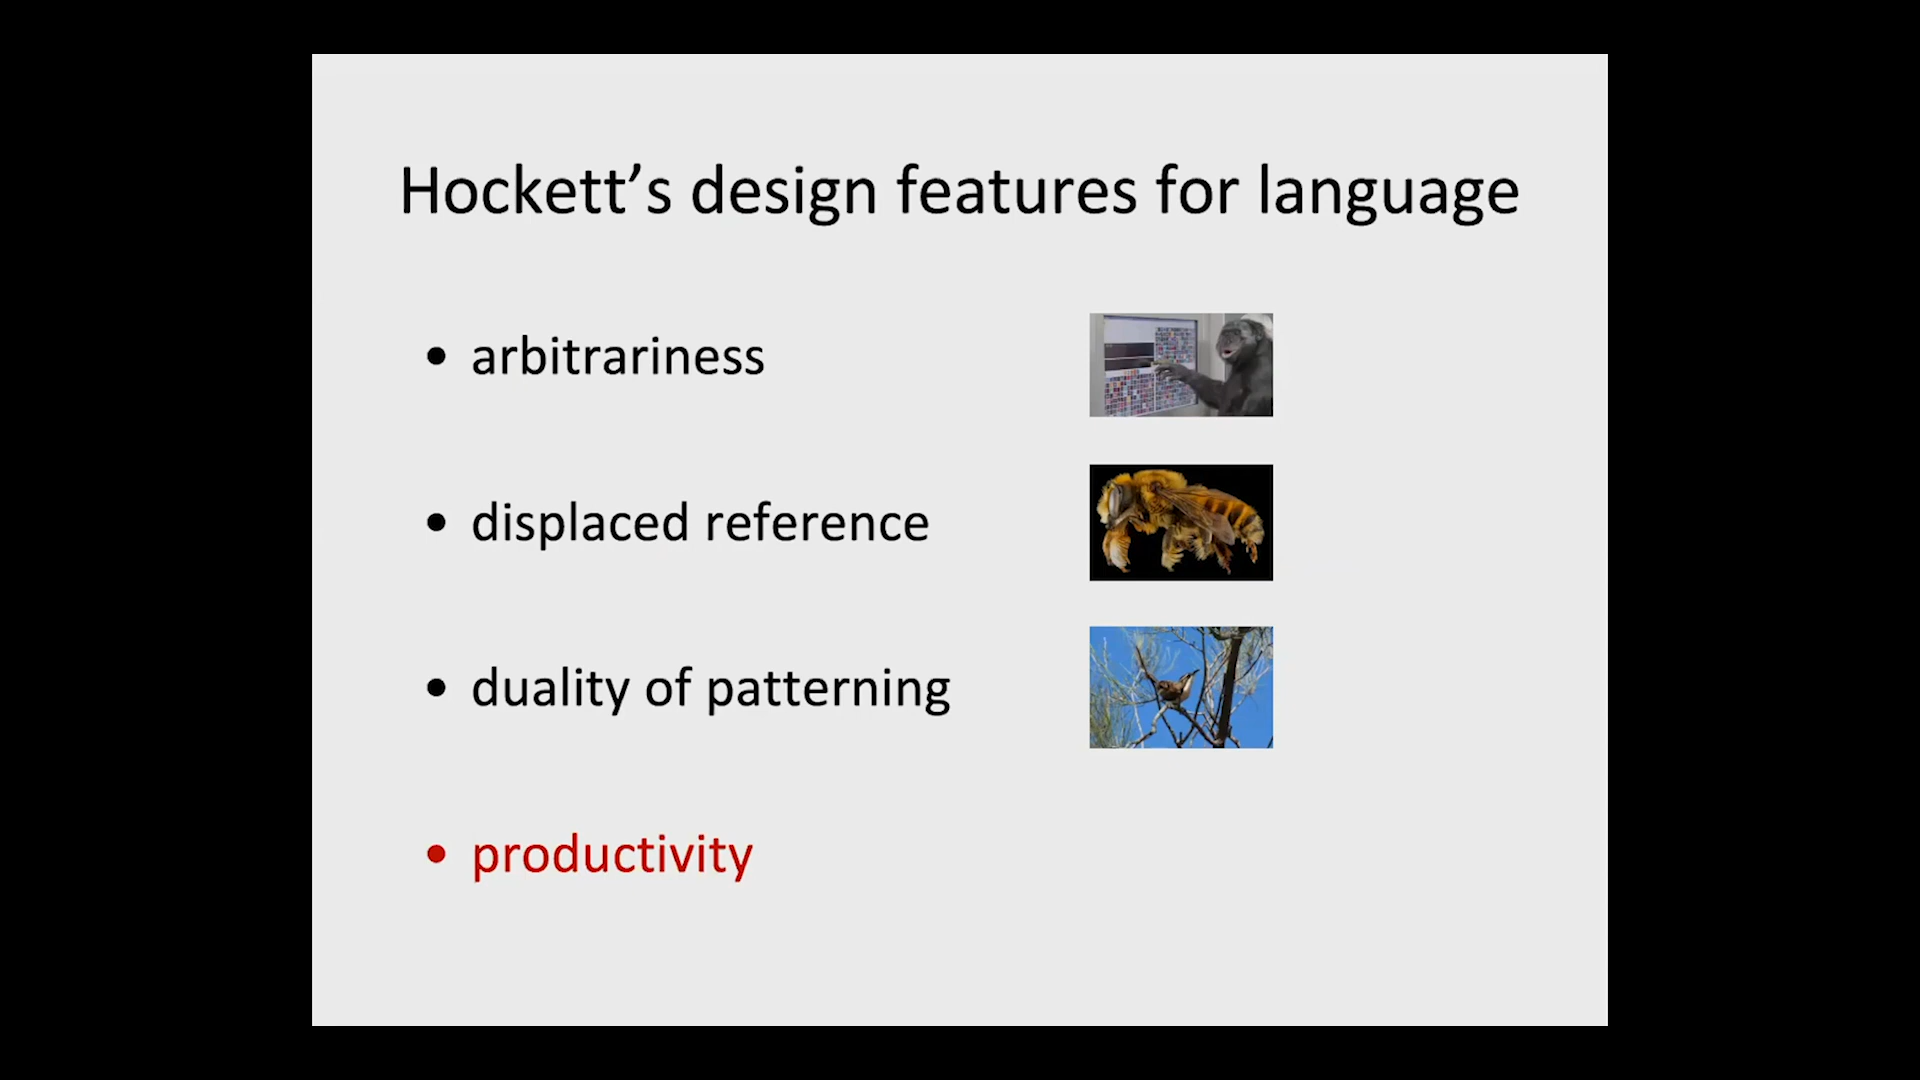 Hockett’s design features for language
• arbitrariness
• displaced reference
• duality of patterning
• productivity